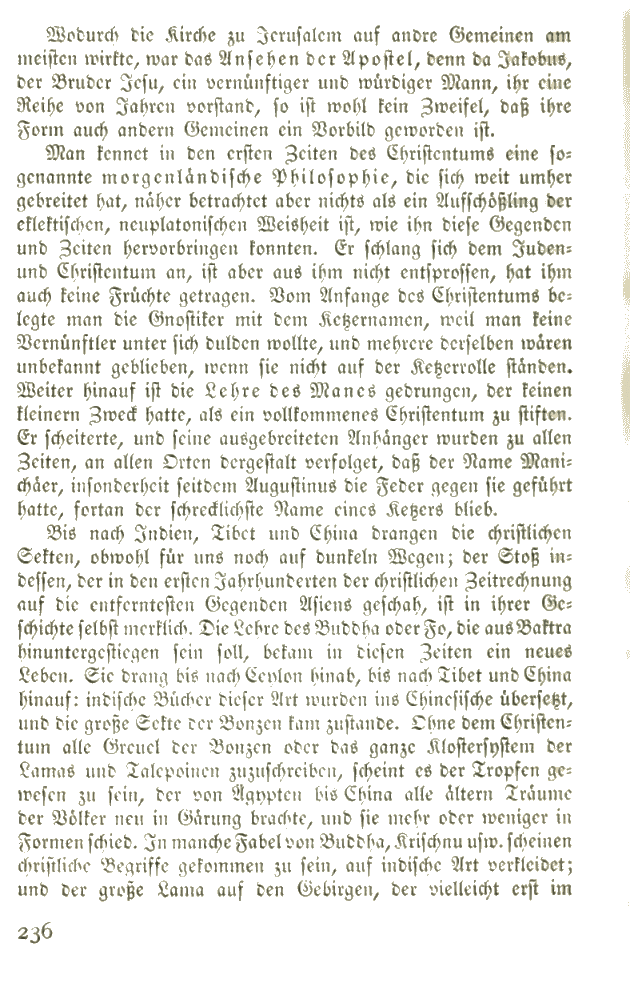 Wodurch die Kirche zu Jerusalem auf andre Gemeinen am
meisten wirkte, war das Ansehen der Apostel, denn da Jakobus,
der Bruder Jesu, ein vernünftiger und würdiger Mann, ihr eine
Reihe von Jahren vorstand, so ist wohl kein Zweifel, daß ihre
Form auch andern Gemeinen ein Vorbild geworden ist.
Man kennet in den ersten Zeiten des Christentums eine so-
genannte morgenländische Philosophie, die sich weit umher
gebreitet hat, näher betrachtet aber nichts als ein Aufschößling der
eklektischen, neuplatonischen Weisheit ist, wie ihn diese Gegenden
und Zeiten hervorbringen konnten. Er schlang sich dem Juden-
und Christentum an, ist aber aus ihm nicht entsprossen, hat ihm
auch keine Früchte getragen. Vom Anfange des Christentums be-
legte man die Gnostiker mit dem Ketzernamen, weil man keine
Vernünftler unter sich dulden wollte, und mehrere derselben wären
unbekannt geblieben, wenn sie nicht auf der Ketzerrolle ständen.
Weiter hinauf ist die Lehre des Manes gedrungen, der keinen
kleinern Zweck hatte, als ein vollkommenes Christentum zu stiften.
Er scheiterte, und seine ausgebreiteten Anhänger wurden zu allen
Zeiten, an allen Orten dergestalt verfolget, daß der Name Mani-
chäer, insonderheit seitdem Augustinus die Feder gegen sie geführt
hatte, fortan der schrecklichste Name eines Ketzers blieb.
Bis nach Indien, Tibet und China drangen die christlichen
Sekten, obwohl für uns noch auf dunkeln Wegen; der Stoß in-
dessen, der in den ersten Jahrhunderten der christlichen Zeitrechnung
auf die entferntesten Gegenden Asiens geschah, ist in ihrer Ge-
schichte selbst merklich. Die Lehre des Buddha oder Fo, die aus Baktra
hinuntergestiegen sein soll, bekam in diesen Zeiten ein neues
Leben. Sie drang bis nach Ceylon hinab, bis nach Tibet und China
hinauf: indische Bücher dieser Art wurden ins Chinesische übersetzt,
und die große Sekte der Bonzen kam zustande. Ohne dem Christen-
tum alle Greuel der Bonzen oder das ganze Klostersystem der
Lamas und Talepoinen zuzuschreiben, scheint es der Tropfen ge-
wesen zu sein, der von Ägypten bis China alle ältern Träume
der Völker neu in Gärung brachte, und sie mehr oder weniger in
Formen schied. In manche Fabel von Buddha, Krischnu usw. scheinen
christliche Begriffe gekommen zu sein, auf indische Art verkleidet;
und der große Lama auf den Gebirgen, der vielleicht erst im
236